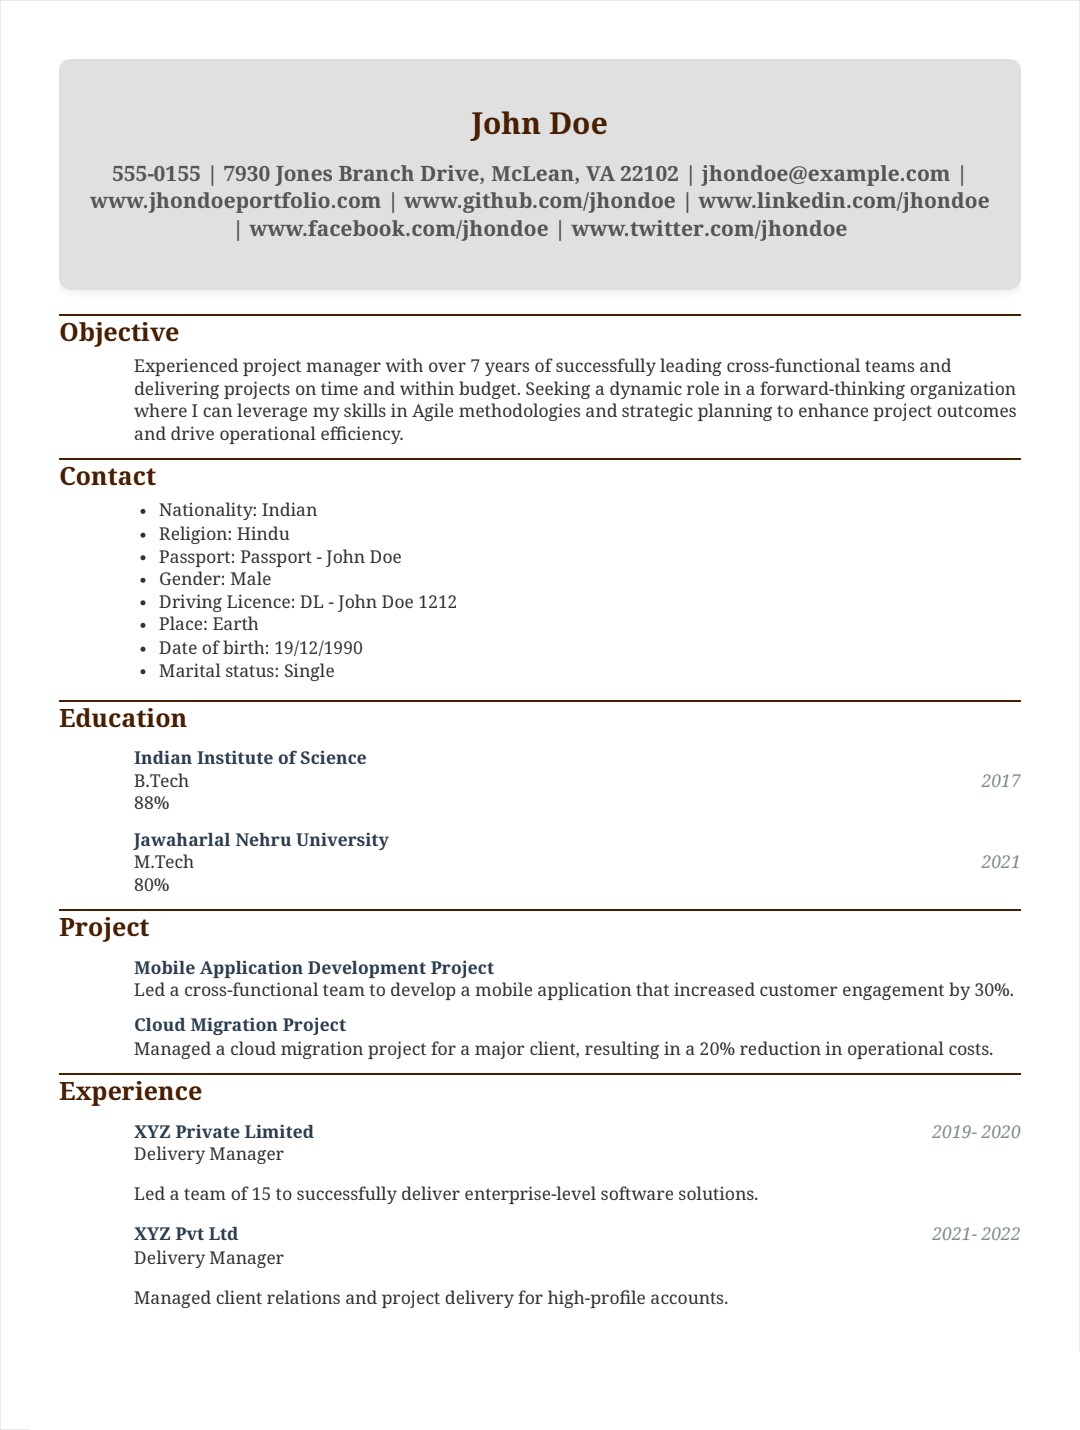 John Doe
555-0155 | 7930 Jones Branch Drive, McLean, VA 22102 | jhondoe@example.com |
www.jhondoeportfolio.com | www.github.com/jhondoe | www.linkedin.com/jhondoe
| www.facebook.com/jhondoe | www.twitter.com/jhondoe
Objective
Experienced project manager with over 7 years of successfully leading cross-functional teams and
delivering projects on time and within budget. Seeking a dynamic role in a forward-thinking organization
where I can leverage my skills in Agile methodologies and strategic planning to enhance project outcomes
and drive operational efficiency.
Contact
• Nationality: Indian
• Religion: Hindu
• Passport: Passport - John Doe
• Gender: Male
• Driving Licence: DL - John Doe 1212
• Place: Earth
• Date of birth: 19/12/1990
• Marital status: Single
Education
Indian Institute of Science
B.Tech 2017
88%
Jawaharlal Nehru University
M.Tech 2021
80%
Project
Mobile Application Development Project
Led a cross-functional team to develop a mobile application that increased customer engagement by 30%.
Cloud Migration Project
Managed a cloud migration project for a major client, resulting in a 20% reduction in operational costs.
Experience
XYZ Private Limited 2019- 2020
Delivery Manager
Led a team of 15 to successfully deliver enterprise-level software solutions.
XYZ Pvt Ltd 2021- 2022
Delivery Manager
Managed client relations and project delivery for high-profile accounts.